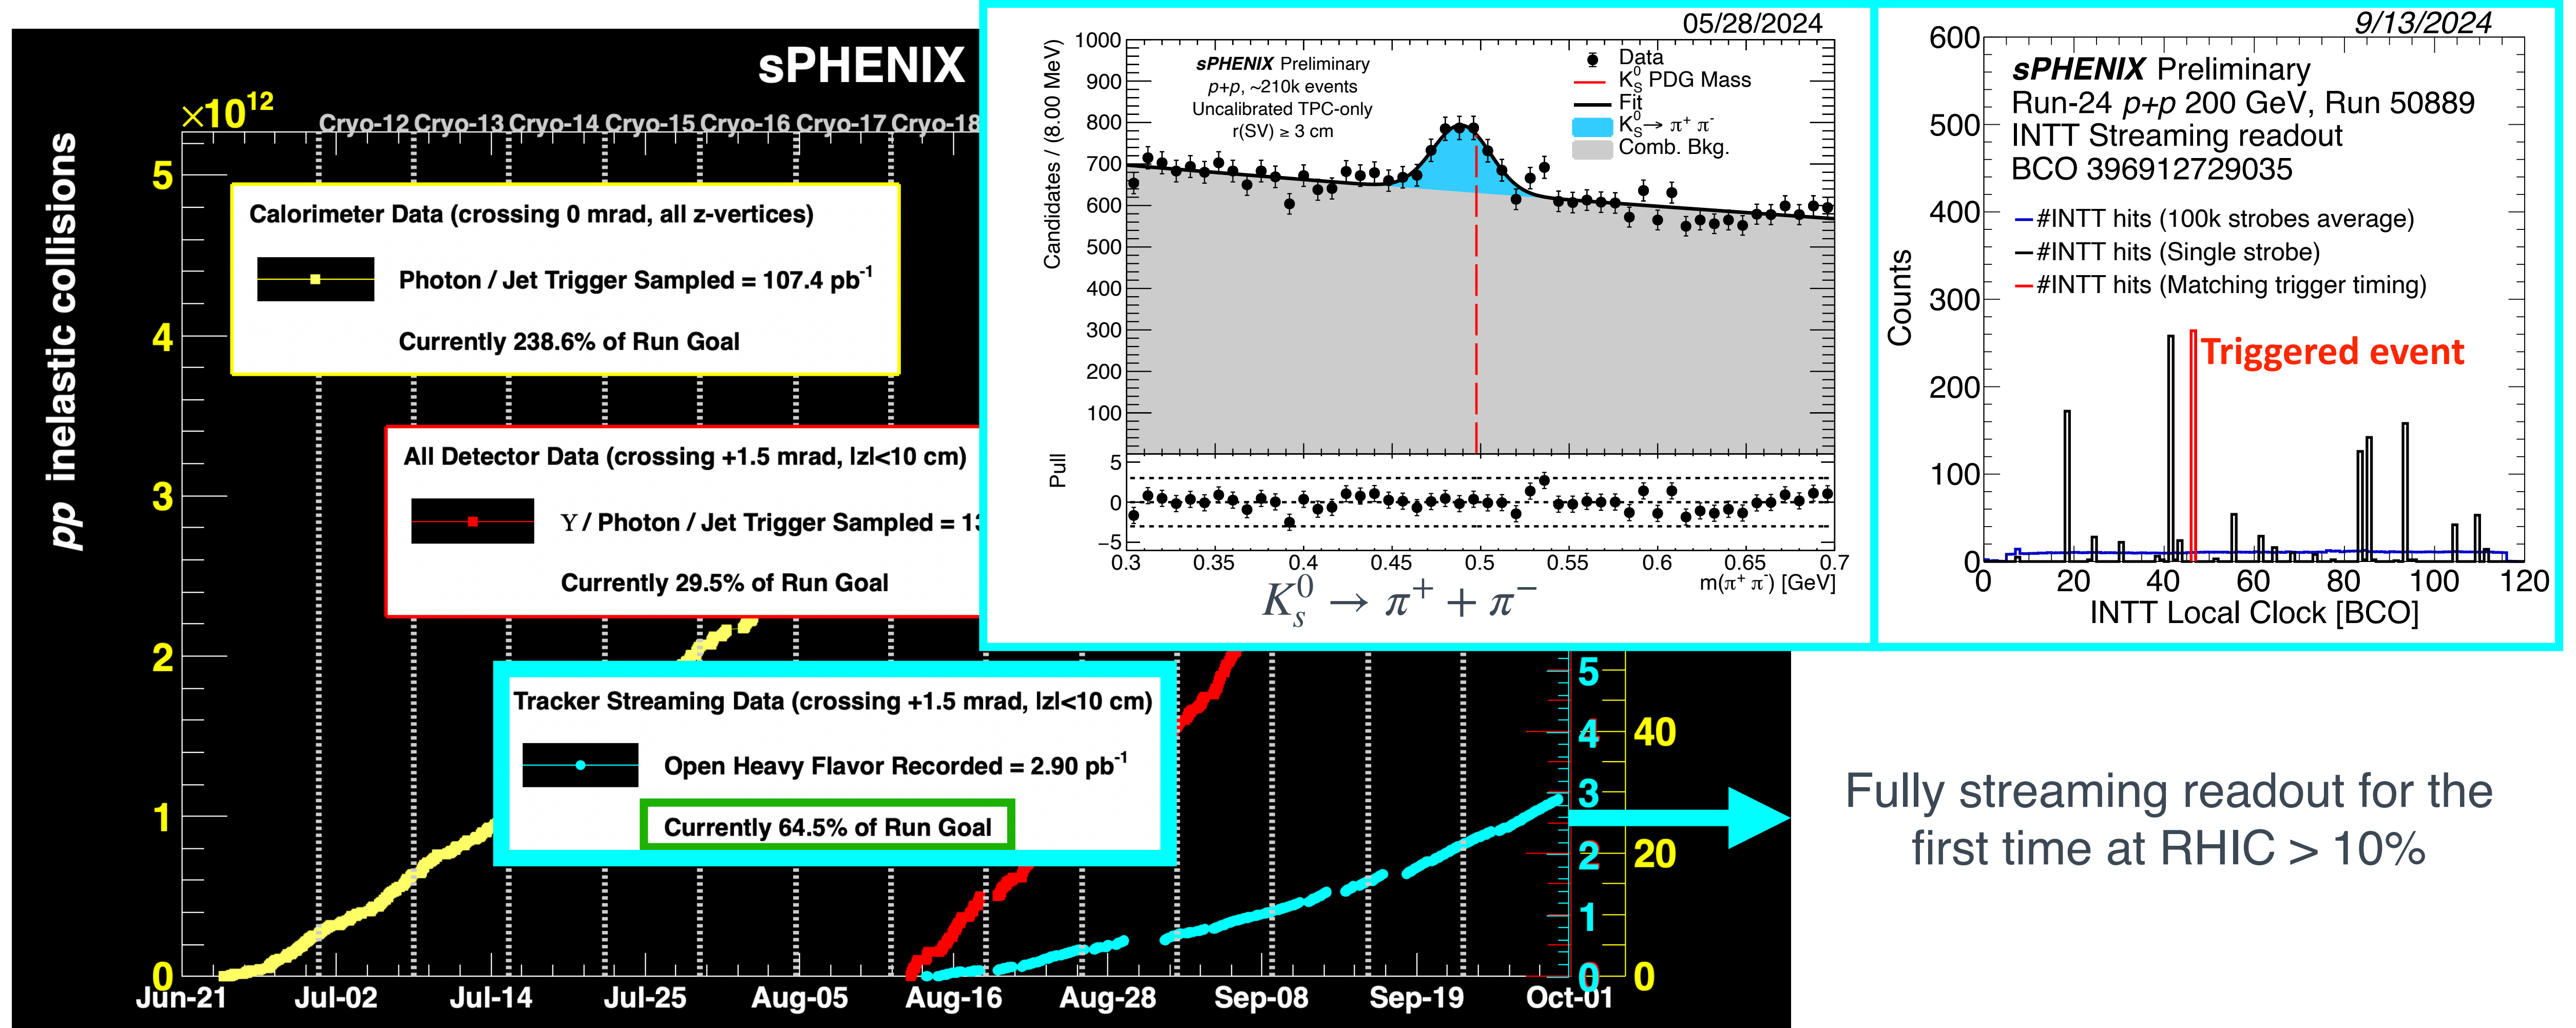 sPHENIX
×10¹²
Cryo-12 Cryo-13 Cryo-14 Cryo-15 Cryo-16 Cryo-17 Cryo-18
pp inelastic collisions
5
4
3
2
1
0
Calorimeter Data (crossing 0 mrad, all z-vertices)
Photon / Jet Trigger Sampled = 107.4 pb⁻¹
Currently 238.6% of Run Goal
All Detector Data (crossing +1.5 mrad, |z|<10 cm)
ϒ / Photon / Jet Trigger Sampled = 13
Currently 29.5% of Run Goal
Tracker Streaming Data (crossing +1.5 mrad, |z|<10 cm)
Open Heavy Flavor Recorded = 2.90 pb⁻¹
Currently 64.5% of Run Goal
5
4
3
2
1
0
40
20
0
Jun-21 Jul-02 Jul-14 Jul-25 Aug-05 Aug-16 Aug-28 Sep-08 Sep-19 Oct-01
05/28/2024
Candidates / (8.00 MeV)
1000
900
800
700
600
500
400
300
200
100
sPHENIX Preliminary
p+p, ~210k events
Uncalibrated TPC-only
r(SV) ≥ 3 cm
Data
K⁰S PDG Mass
Fit
K⁰S→ π⁺ π⁻
Comb. Bkg.
Pull
5
0
−5
0.3 0.35 0.4 0.45 0.5 0.55 0.6 0.65 0.7
m(π⁺ π⁻) [GeV]
K⁰s → π⁺ + π⁻
9/13/2024
Counts
600
500
400
300
200
100
0
sPHENIX Preliminary
Run-24 p+p 200 GeV, Run 50889
INTT Streaming readout
BCO 396912729035
#INTT hits (100k strobes average)
#INTT hits (Single strobe)
#INTT hits (Matching trigger timing)
Triggered event
0 20 40 60 80 100 120
INTT Local Clock [BCO]
Fully streaming readout for the
first time at RHIC > 10%